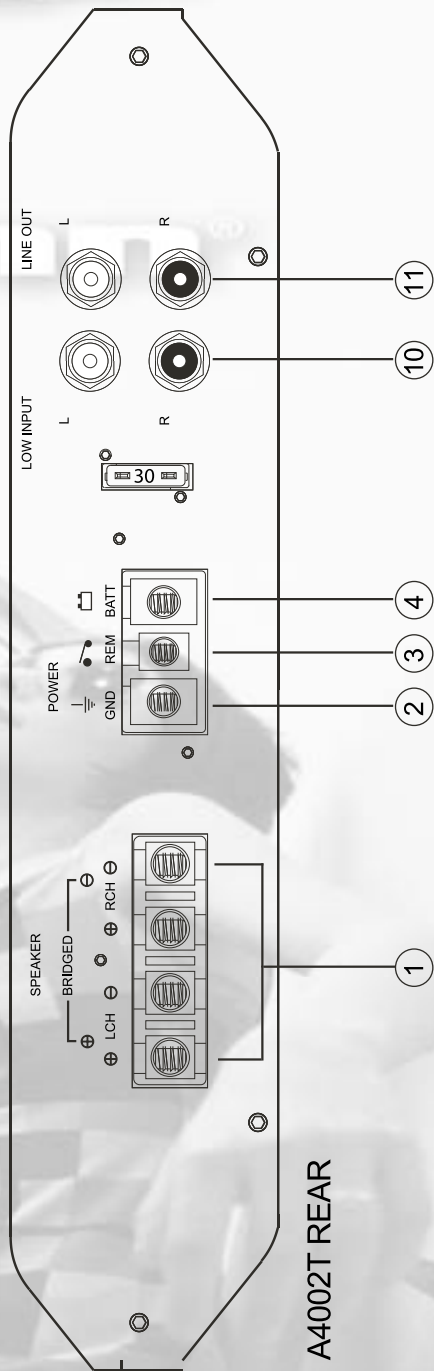 SPEAKER
BRIDGED
⊕ ⊖
⊕ LCH ⊖ ⊕ RCH ⊖
POWER
GND REM BATT
30
LOW INPUT
L
R
LINE OUT
L
R
1
2
3
4
10
11
A4002T REAR